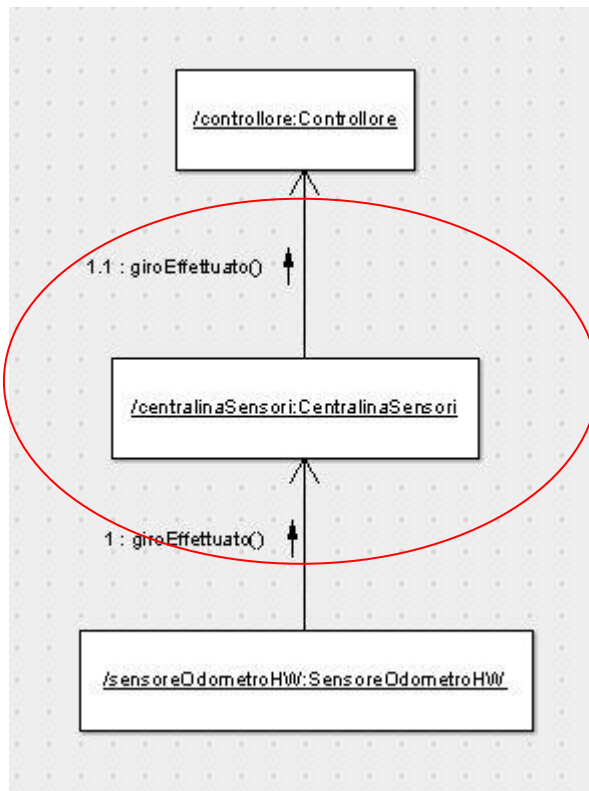 /controllore:Controllore
1.1 : giroEffettuato()
/centralinaSensori:CentralinaSensori
1 : giroEffettuato()
/sensoreOdometroHW:SensoreOdometroHW